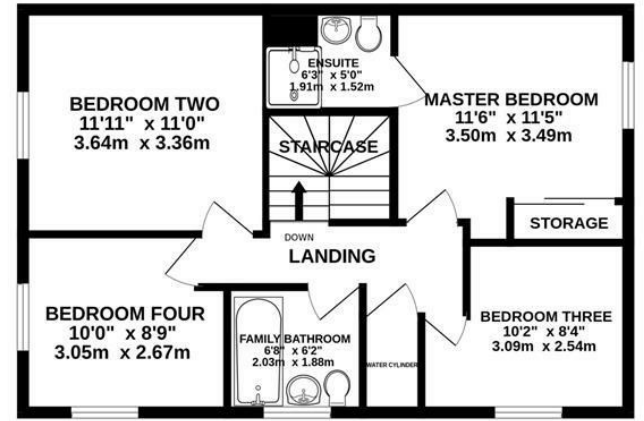 BEDROOM TWO
11'11" x 11'0"
3.64m x 3.36m
ENSUITE
6'3" x 5'0"
1.91m x 1.52m
MASTER BEDROOM
11'6" x 11'5"
3.50m x 3.49m
STAIRCASE
STORAGE
DOWN
LANDING
BEDROOM FOUR
10'0" x 8'9"
3.05m x 2.67m
FAMILY BATHROOM
6'8" x 6'2"
2.03m x 1.88m
WATER CYLINDER
BEDROOM THREE
10'2" x 8'4"
3.09m x 2.54m